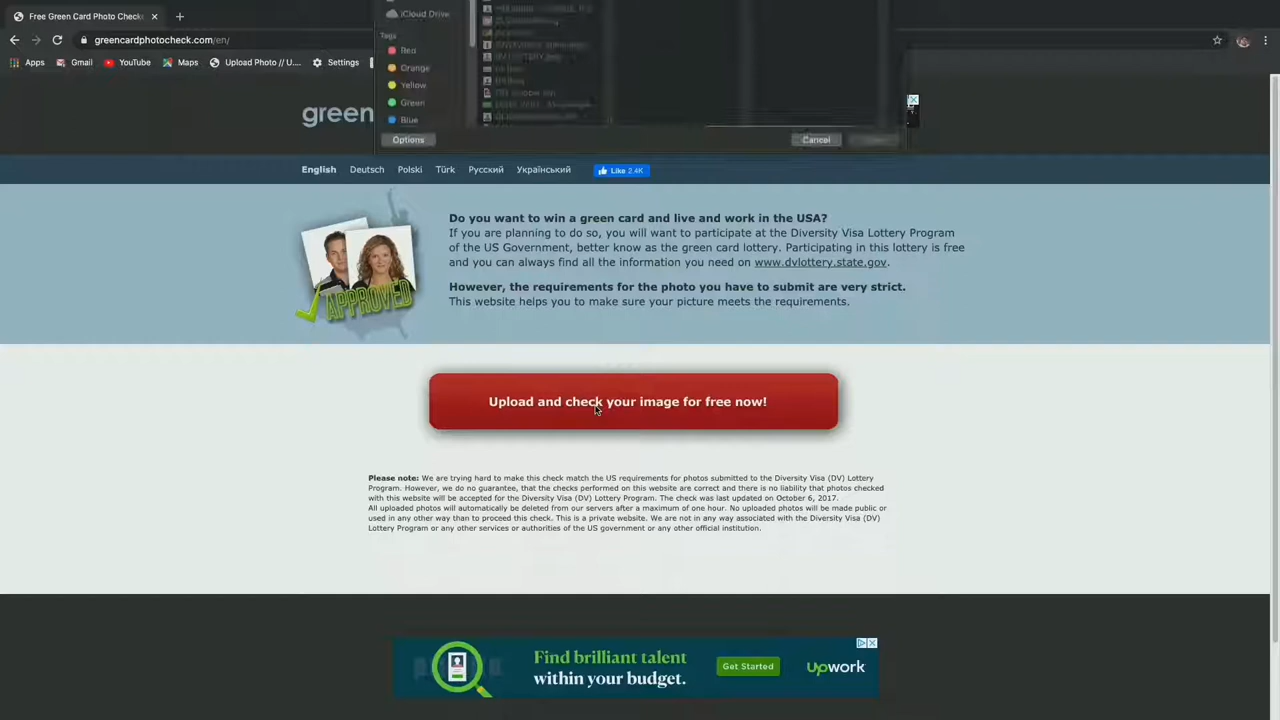 Free Green Card Photo Check
greencardphotocheck.com/en/
Apps
Gmail
YouTube
Maps
Upload Photo // U....
Settings
iCloud Drive
Tags
Red
Orange
Yellow
Green
Blue
Options
Cancel
green
English
Deutsch
Polski
Türk
Русский
Український
Like 2.4K
Do you want to win a green card and live and work in the USA?
If you are planning to do so, you will want to participate at the Diversity Visa Lottery Program
of the US Government, better know as the green card lottery. Participating in this lottery is free
and you can always find all the information you need on www.dvlottery.state.gov.
However, the requirements for the photo you have to submit are very strict.
This website helps you to make sure your picture meets the requirements.
APPROVED
Upload and check your image for free now!
Please note: We are trying hard to make this check match the US requirements for photos submitted to the Diversity Visa (DV) Lottery
Program. However, we do no guarantee, that the checks performed on this website are correct and there is no liability that photos checked
with this website will be accepted for the Diversity Visa (DV) Lottery Program. The check was last updated on October 6, 2017.
All uploaded photos will automatically be deleted from our servers after a maximum of one hour. No uploaded photos will be made public or
used in any other way than to proceed this check. This is a private website. We are not in any way associated with the Diversity Visa (DV)
Lottery Program or any other services or authorities of the US government or any other official institution.
Find brilliant talent
within your budget.
Get Started
upwork